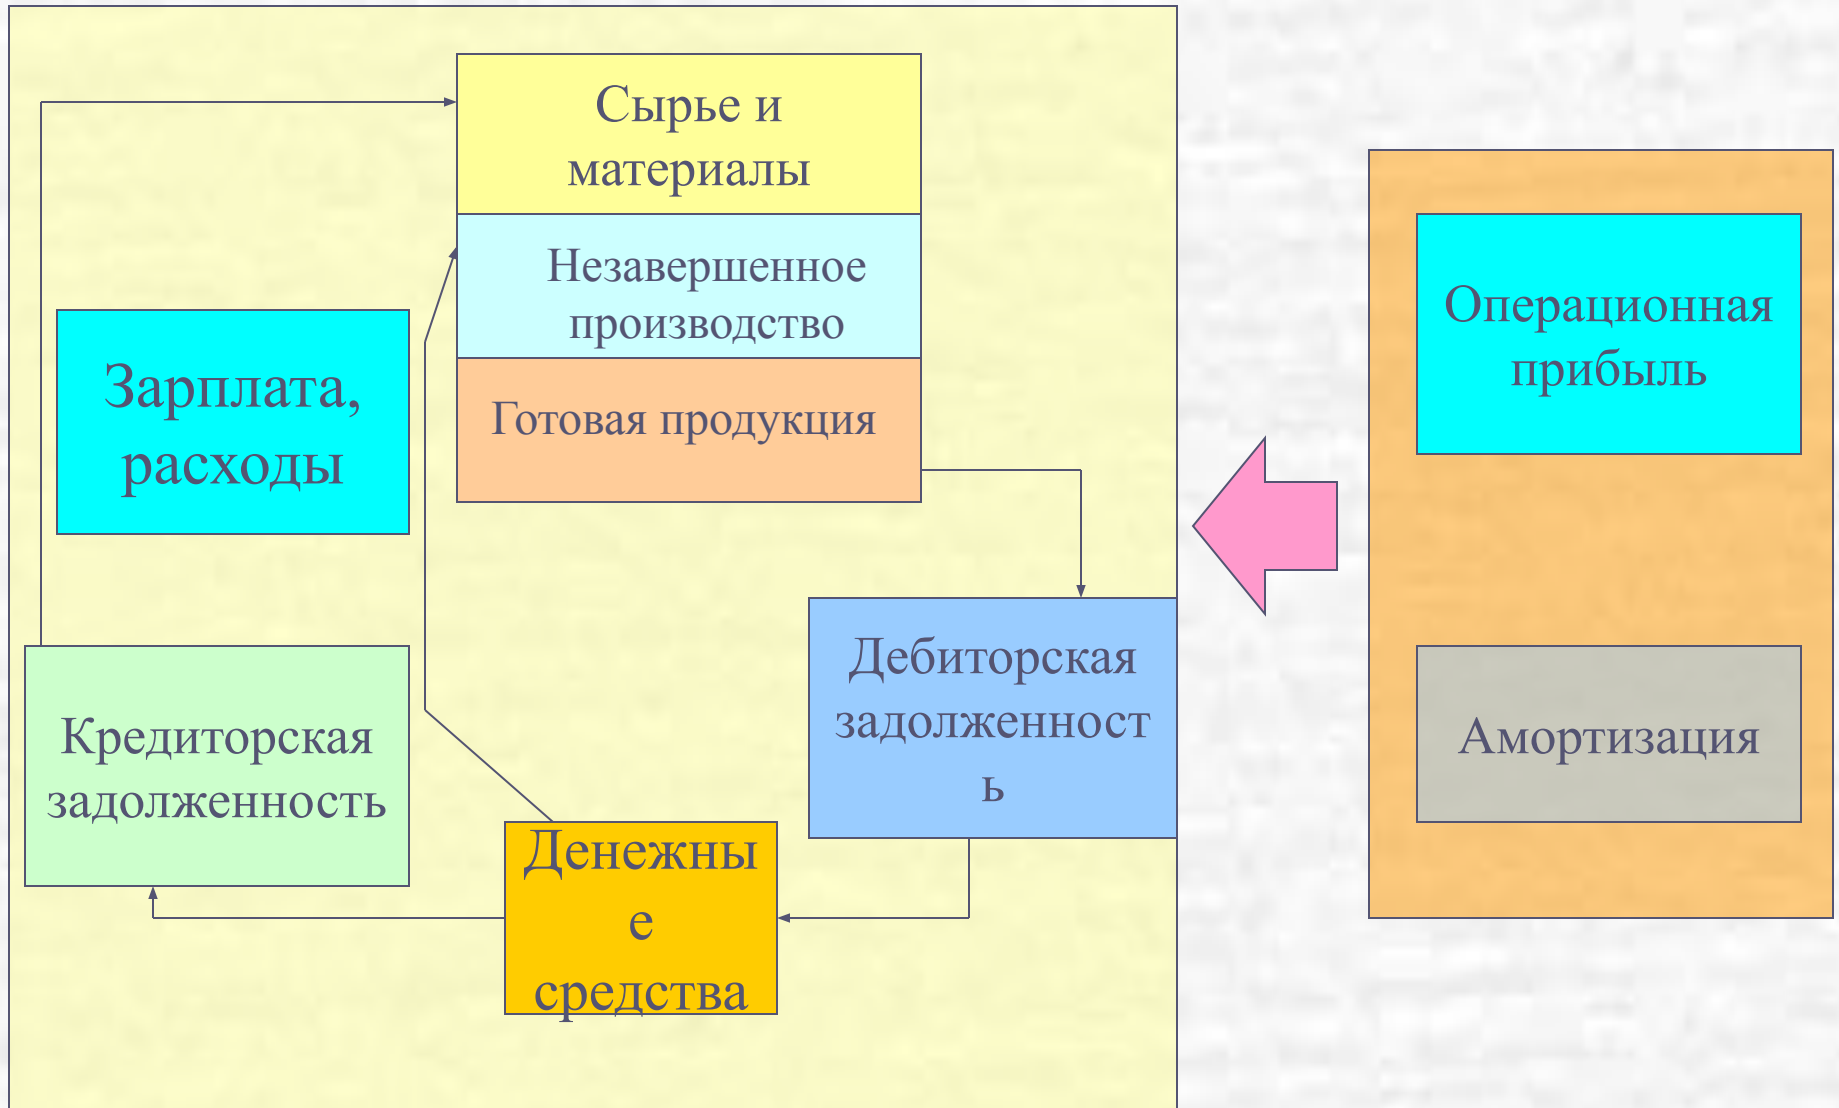 Сырье и
материалы
Незавершенное
производство
Готовая продукция
Зарплата,
расходы
Кредиторская
задолженность
Денежны
е
средства
Дебиторская
задолженност
ь
Операционная
прибыль
Амортизация